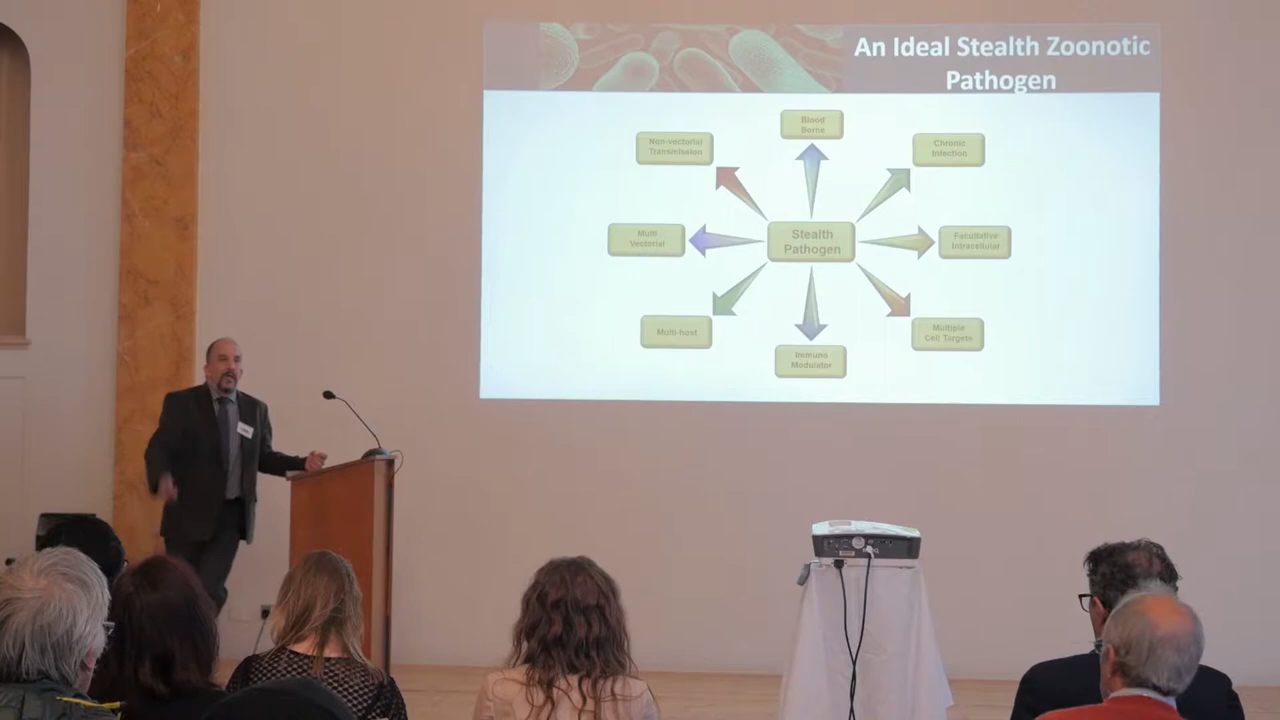 An Ideal Stealth Zoonotic
Pathogen
Blood
Borne
Non-vectorial
Transmission
Chronic
Infection
Multi
Vectorial
Stealth
Pathogen
Facultative
Intracellular
Multi-host
Multiple
Cell Targets
Immuno
Modulator